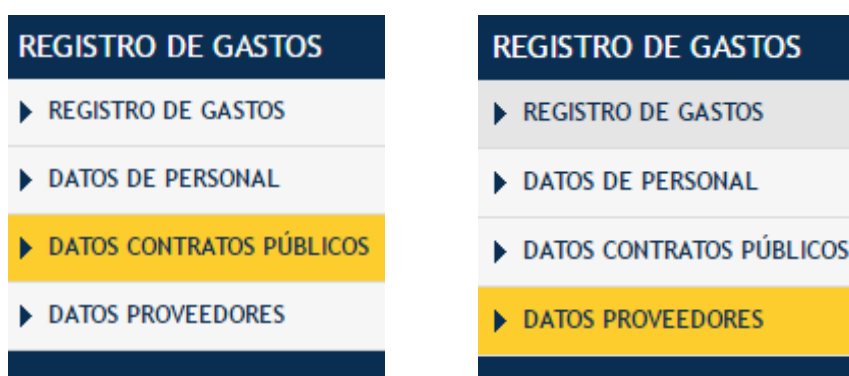 REGISTRO DE GASTOS
REGISTRO DE GASTOS
DATOS DE PERSONAL
DATOS CONTRATOS PÚBLICOS
DATOS PROVEEDORES
REGISTRO DE GASTOS
REGISTRO DE GASTOS
DATOS DE PERSONAL
DATOS CONTRATOS PÚBLICOS
DATOS PROVEEDORES